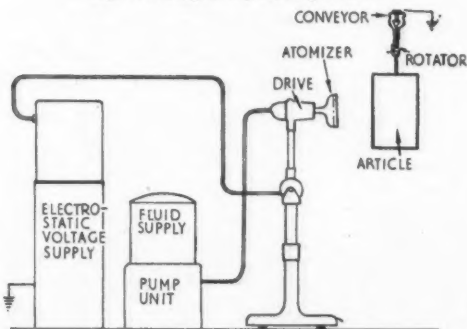 CONVEYOR
ATOMIZER
ROTATOR
DRIVE
ARTICLE
ELECTRO-
STATIC
VOLTAGE
SUPPLY
FLUID
SUPPLY
PUMP
UNIT